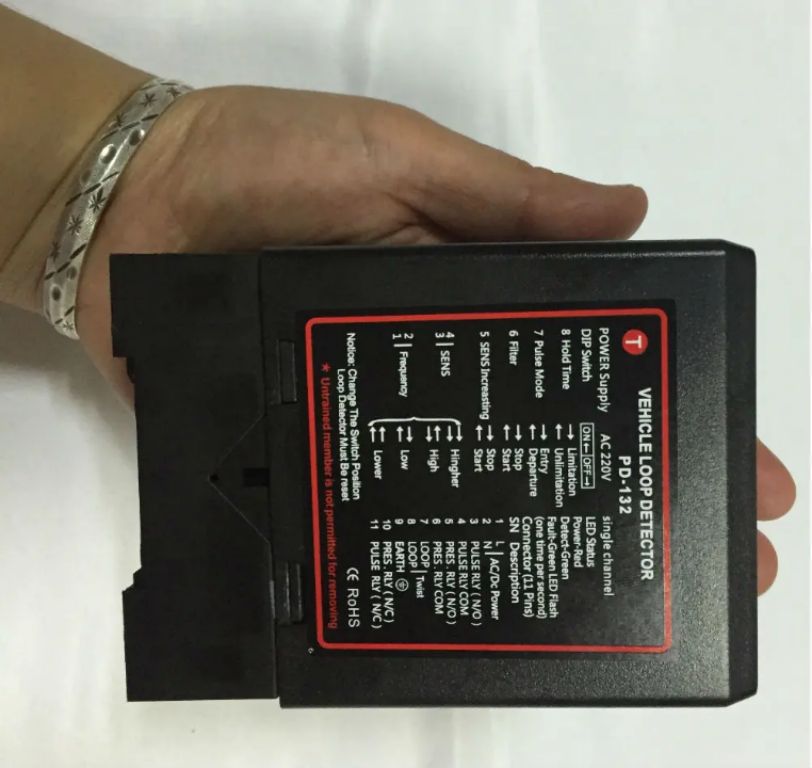 T VEHICLE LOOP DETECTOR
PD-132
POWER Supply AC 220V single channel
DIP Switch ON← OFF→
8 Hold Time → Limitation
← Unlimitation
7 Pulse Mode → Entry
← Departure
6 Filter → Stop
← Start
5 SENS Increasting → Stop
← Start
4
3 SENS
Hingher
High
2
1 Frequency
Low
Lower
Notice: Change The Switch Position
Loop Detector Must Be reset
LED Status
Power-Red
Detect-Green
Fault-Green LED Flash
(one time per second)
Connector (11 Pins)
SN Description
1 L
2 N AC/Dc Power
3 PULSE RLY (N/O)
4 PULSE RLY COM
5 PRES. RLY (N/O)
6 PRES. RLY COM
7 LOOP
8 LOOP Twist
9 EARTH
10 PRES. RLY (N/C)
11 PULSE RLY (N/C)
CE RoHS
* Untrained member is not permitted for removing